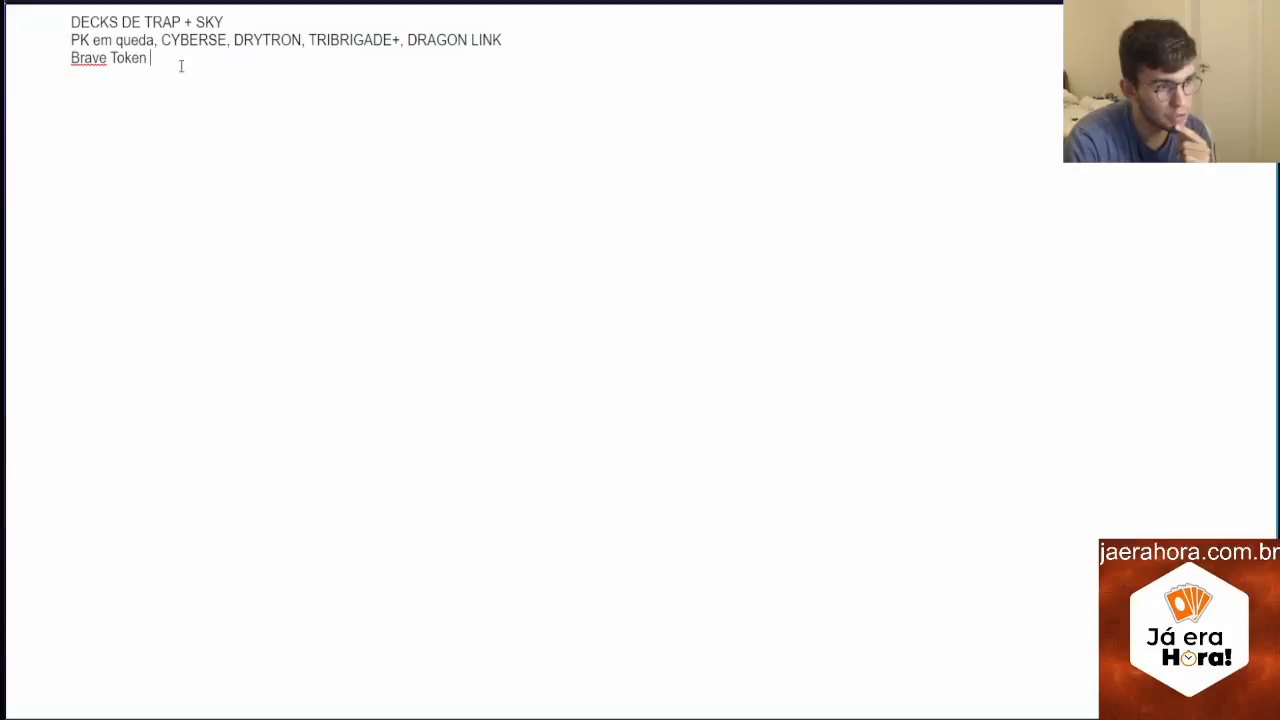 DECKS DE TRAP + SKY
PK em queda, CYBERSE, DRYTRON, TRIBRIGADE+, DRAGON LINK
Brave Token
jaerahora.com.br
Já era
Hora!